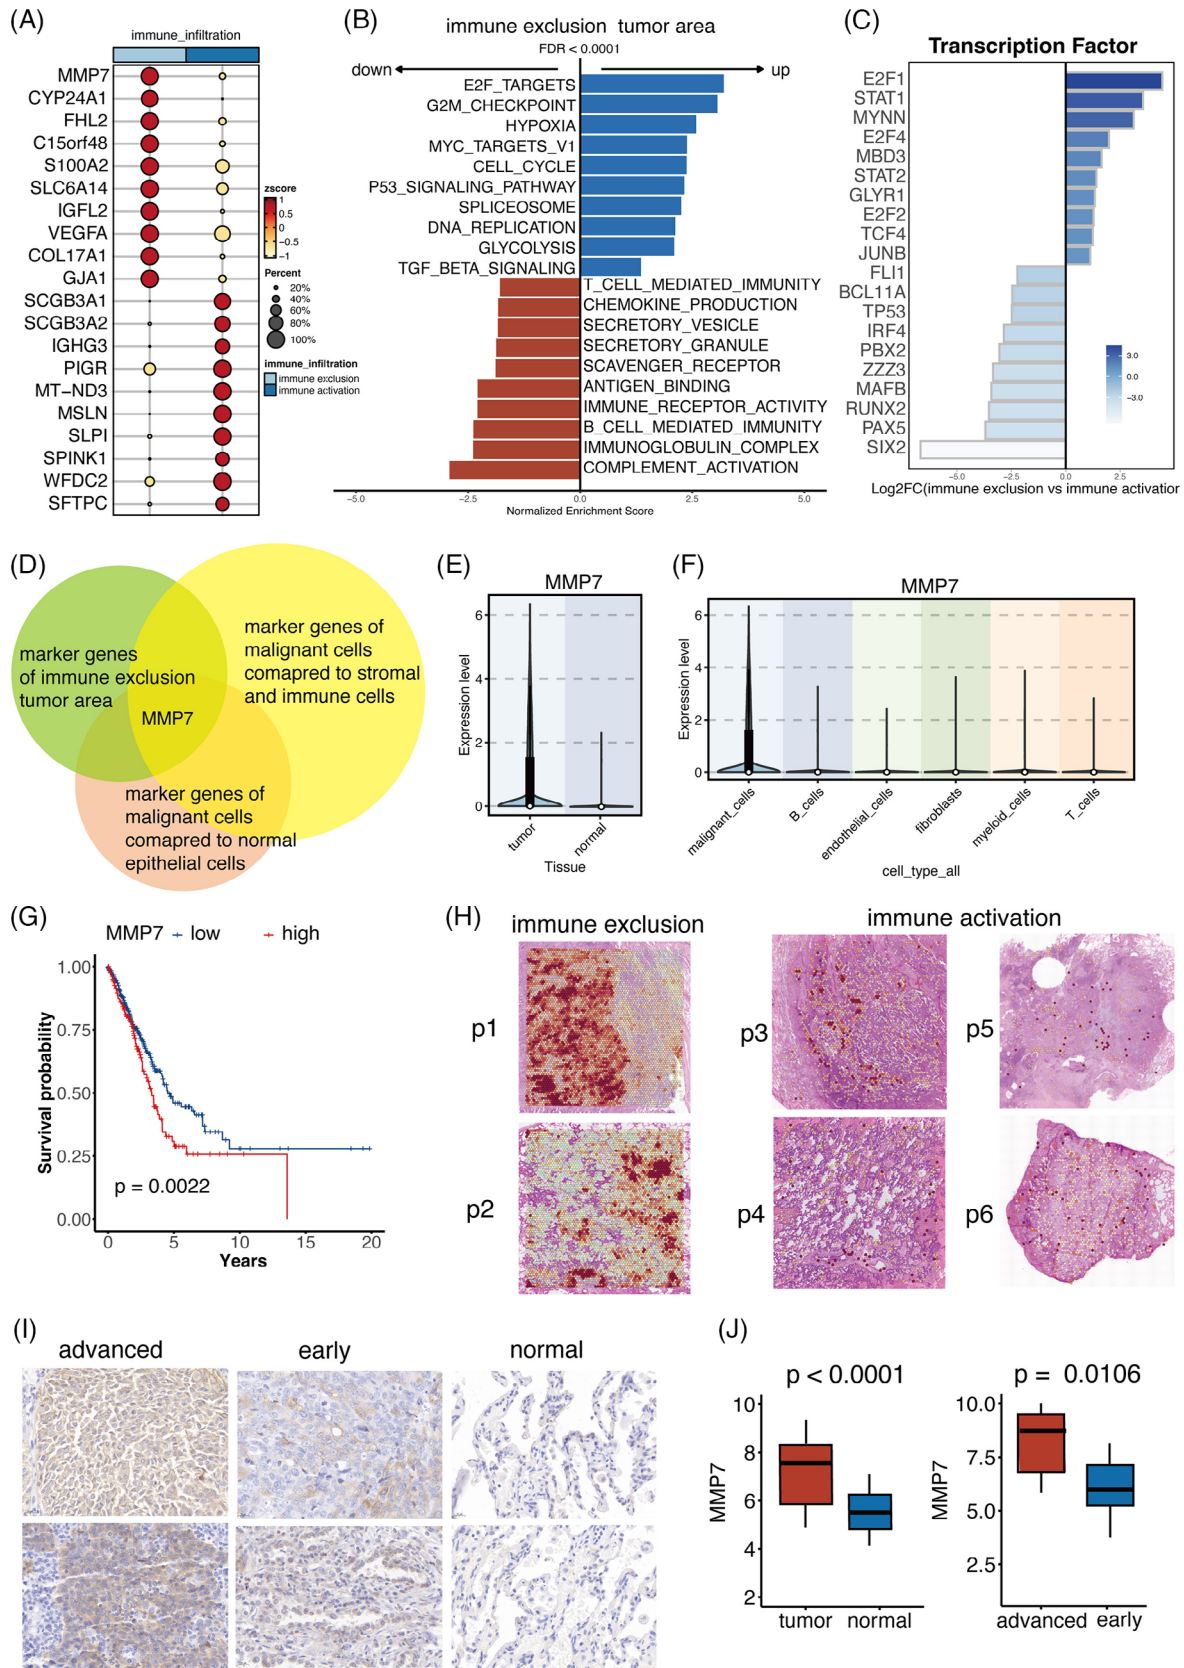 (A)
immune_infiltration
MMP7
CYP24A1
FHL2
C15orf48
S100A2
SLC6A14
IGFL2
VEGFA
COL17A1
GJA1
SCGB3A1
SCGB3A2
IGHG3
PIGR
MT−ND3
MSLN
SLPI
SPINK1
WFDC2
SFTPC
zscore
1
0.5
0
−0.5
−1
Percent
20%
40%
60%
80%
100%
immune_infiltration
immune exclusion
immune activation
(B)
immune exclusion tumor area
FDR < 0.0001
down
up
E2F_TARGETS
G2M_CHECKPOINT
HYPOXIA
MYC_TARGETS_V1
CELL_CYCLE
P53_SIGNALING_PATHWAY
SPLICEOSOME
DNA_REPLICATION
GLYCOLYSIS
TGF_BETA_SIGNALING
T_CELL_MEDIATED_IMMUNITY
CHEMOKINE_PRODUCTION
SECRETORY_VESICLE
SECRETORY_GRANULE
SCAVENGER_RECEPTOR
ANTIGEN_BINDING
IMMUNE_RECEPTOR_ACTIVITY
B_CELL_MEDIATED_IMMUNITY
IMMUNOGLOBULIN_COMPLEX
COMPLEMENT_ACTIVATION
−5.0
−2.5
0.0
2.5
5.0
Normalized Enrichment Score
(C)
Transcription Factor
E2F1
STAT1
MYNN
E2F4
MBD3
STAT2
GLYR1
E2F2
TCF4
JUNB
FLI1
BCL11A
TP53
IRF4
PBX2
ZZZ3
MAFB
RUNX2
PAX5
SIX2
3.0
0.0
−3.0
−5.0
−2.5
0.0
2.5
Log2FC(immune exclusion vs immune activatior
(D)
marker genes
of immune exclusion
tumor area
marker genes of
malignant cells
comapred to stromal
and immune cells
MMP7
marker genes of
malignant cells
comapred to normal
epithelial cells
(E)
MMP7
Expression level
6
4
2
0
tumor
normal
Tissue
(F)
MMP7
Expression level
6
4
2
0
malignant_cells
B_cells
endothelial_cells
fibroblasts
myeloid_cells
T_cells
cell_type_all
(G)
MMP7 low high
Survival probability
1.00
0.75
0.50
0.25
0.00
p = 0.0022
0 5 10 15 20
Years
(H)
immune exclusion
immune activation
p1
p2
p3
p4
p5
p6
(I)
advanced
early
normal
(J)
p < 0.0001
MMP7
10
8
6
4
2
tumor normal
p = 0.0106
MMP7
10.0
7.5
5.0
2.5
advanced early